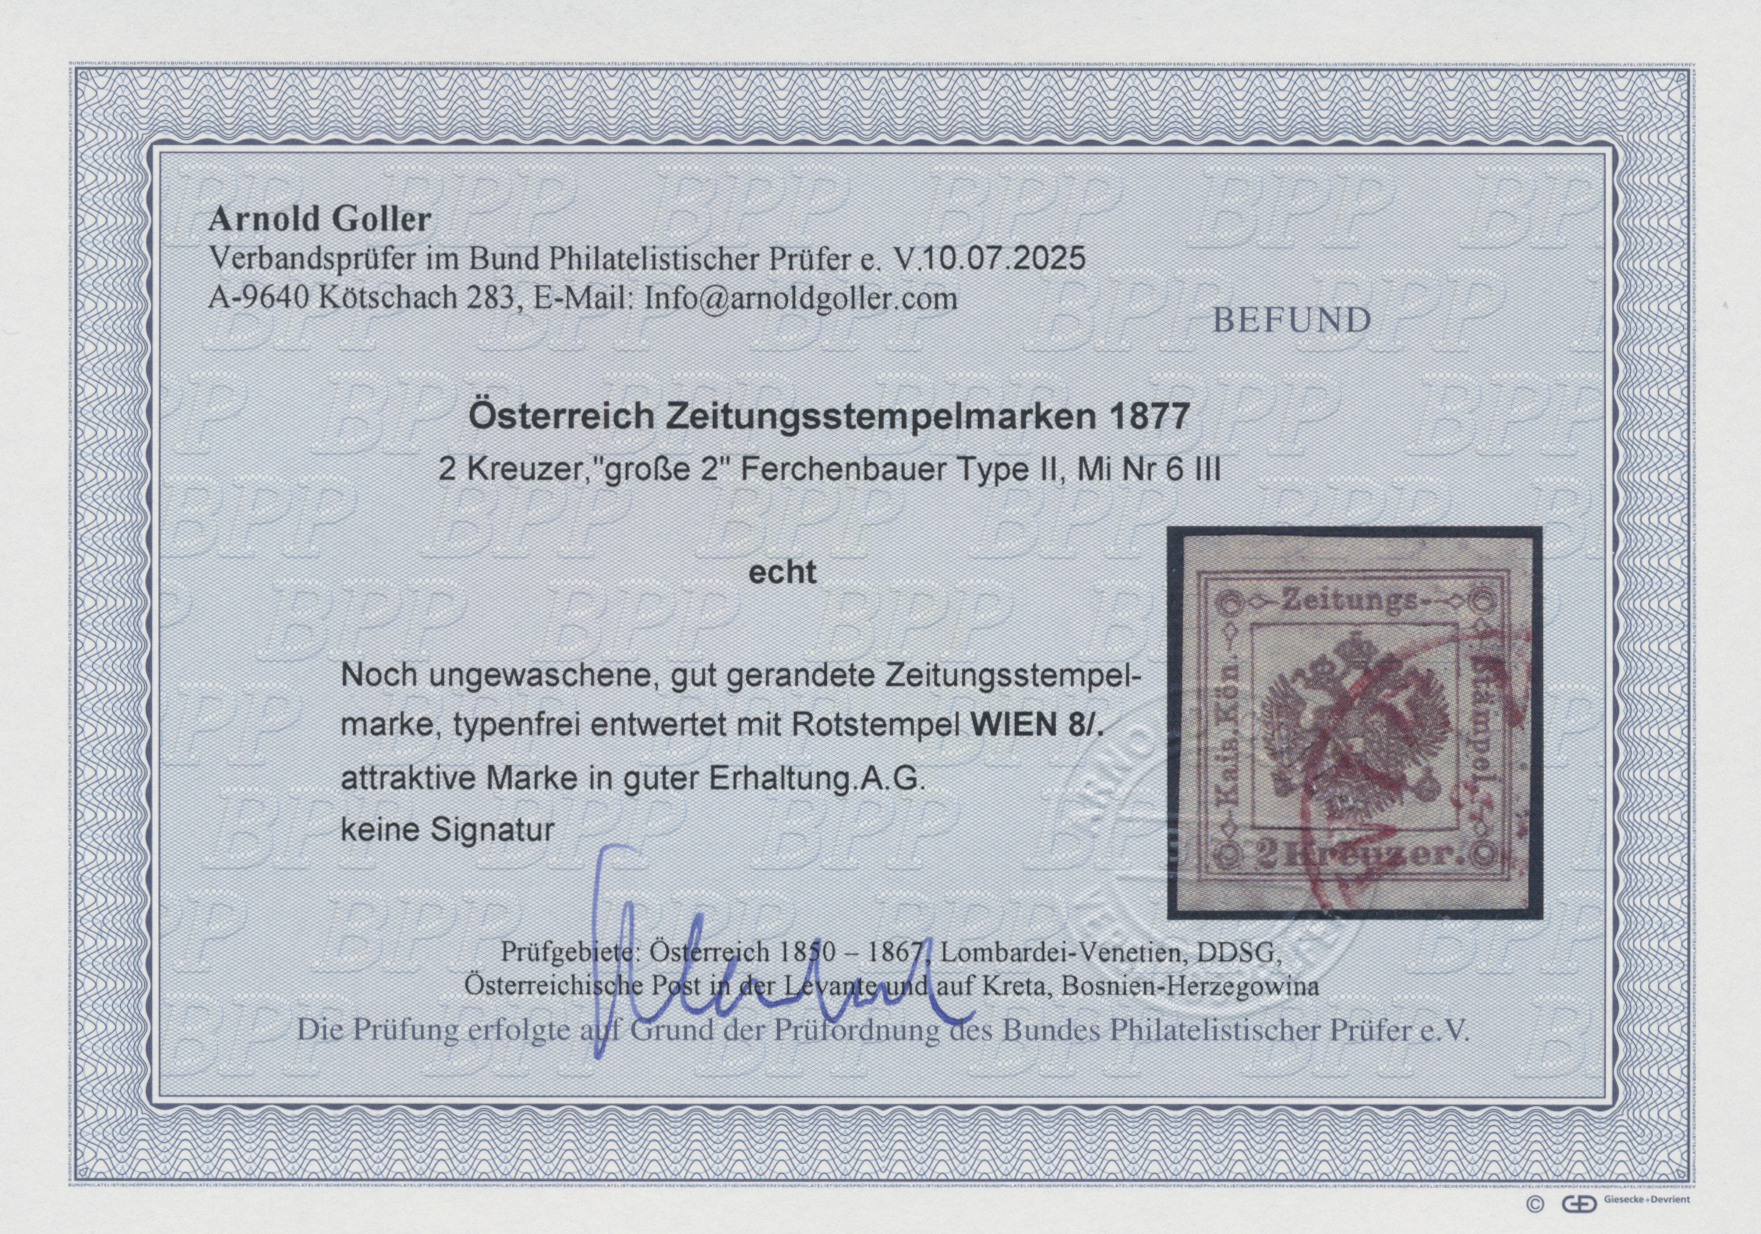 Arnold Goller
Verbandsprüfer im Bund Philatelistischer Prüfer e. V.10.07.2025
A-9640 Kötschach 283, E-Mail: Info@arnoldgoller.com
BEFUND
Österreich Zeitungsstempelmarken 1877
2 Kreuzer,"große 2" Ferchenbauer Type II, Mi Nr 6 III
echt
Noch ungewaschene, gut gerandete Zeitungsstempel-
marke, typenfrei entwertet mit Rotstempel WIEN 8/.
attraktive Marke in guter Erhaltung.A.G.
keine Signatur
Zeitungs-
Kais.Kön.
Stämpel.
2 Kreuzer.
Prüfgebiete: Österreich 1850 – 1867, Lombardei-Venetien, DDSG,
Österreichische Post in der Levante und auf Kreta, Bosnien-Herzegowina
Die Prüfung erfolgte auf Grund der Prüfordnung des Bundes Philatelistischer Prüfer e.V.
© Giesecke+Devrient